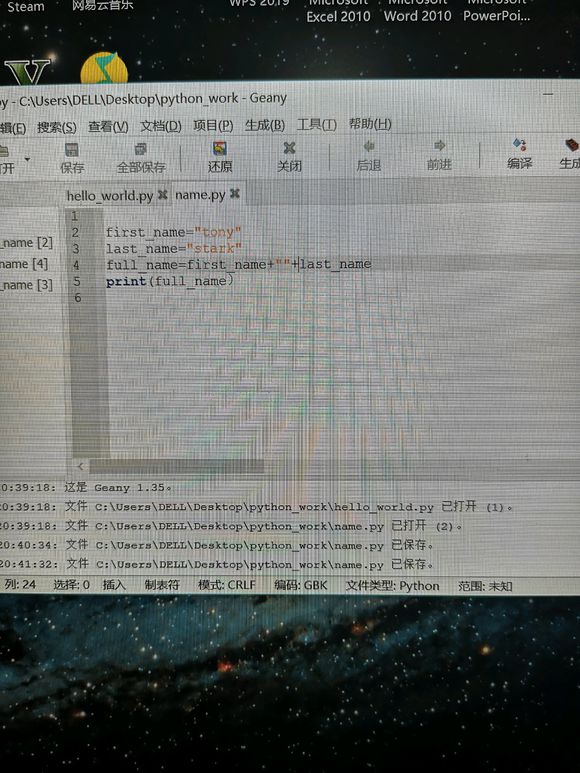 Steam
网易云音乐
WPS 2019
Microsoft
Excel 2010
Microsoft
Word 2010
Microsoft
PowerPoi...
py - C:\Users\DELL\Desktop\python_work - Geany
辑(E) 搜索(S) 查看(V) 文档(D) 项目(P) 生成(B) 工具(T) 帮助(H)
开 保存 全部保存 还原 关闭 后退 前进 编译 生成
hello_world.py name.py
_name [2]
name [4]
_name [3]
1
2 first_name="tony"
3 last_name="stark"
4 full_name=first_name+""+last_name
5 print(full_name）
6
20:39:18: 这是 Geany 1.35。
20:39:18: 文件 C:\Users\DELL\Desktop\python_work\hello_world.py 已打开 (1)。
20:39:18: 文件 C:\Users\DELL\Desktop\python_work\name.py 已打开 (2)。
20:40:34: 文件 C:\Users\DELL\Desktop\python_work\name.py 已保存。
20:41:32: 文件 C:\Users\DELL\Desktop\python_work\name.py 已保存。
列: 24 选择: 0 插入 制表符 模式: CRLF 编码: GBK 文件类型: Python 范围: 未知